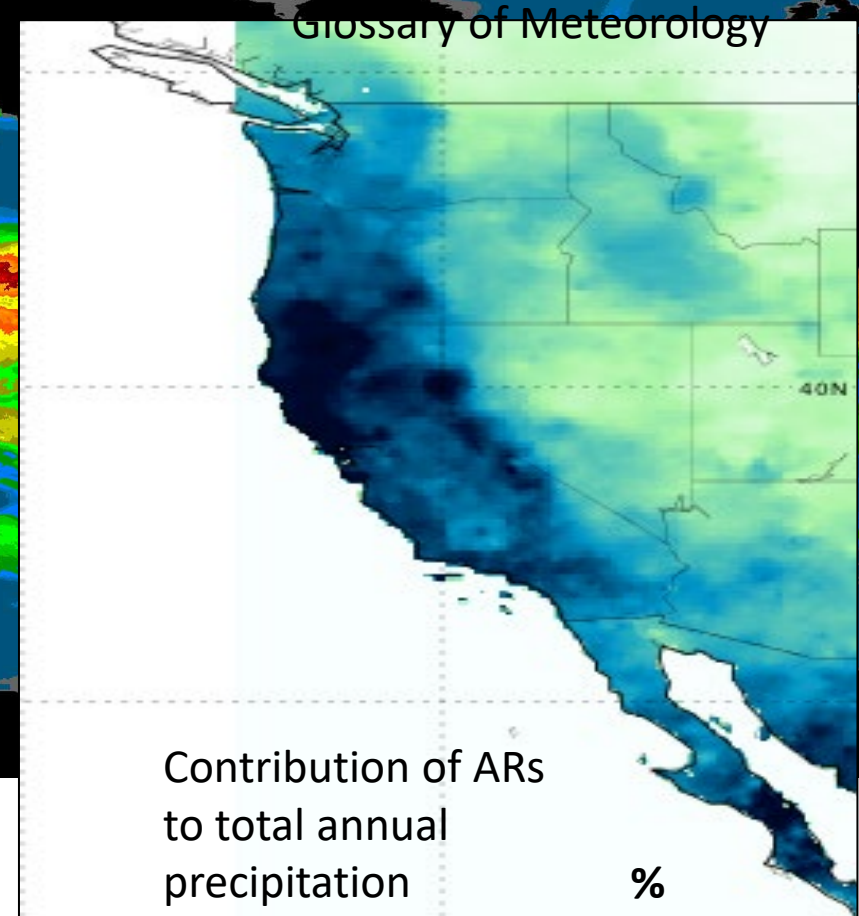 Glossary of Meteorology
40N
Contribution of ARs
to total annual
precipitation %